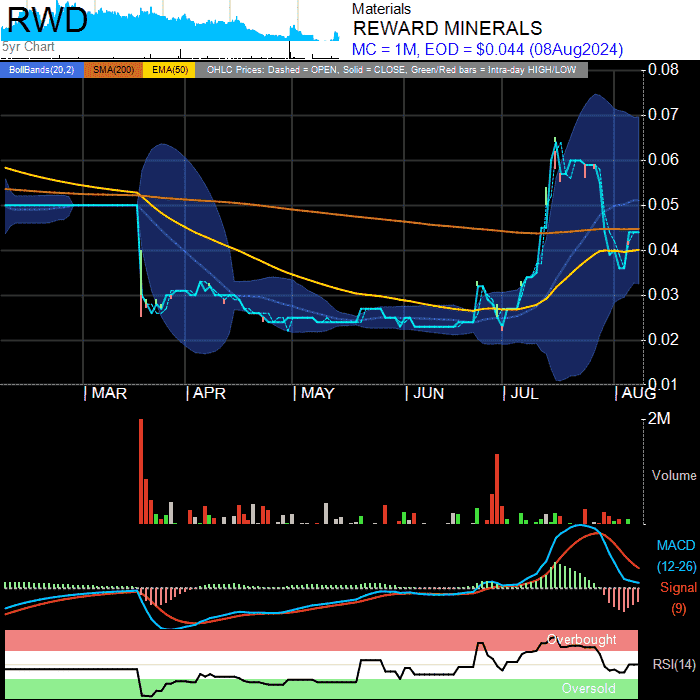 RWD
5yr Chart
Materials
REWARD MINERALS
MC = 1M, EOD = $0.044 (08Aug2024)
BollBands(20,2) SMA(200) EMA(50) OHLC Prices: Dashed = OPEN, Solid = CLOSE, Green/Red bars = Intra-day HIGH/LOW
0.08
0.07
0.06
0.05
0.04
0.03
0.02
0.01
MAR APR MAY JUN JUL AUG
2M
Volume
MACD
(12-26)
Signal
(9)
Overbought
RSI(14)
Oversold